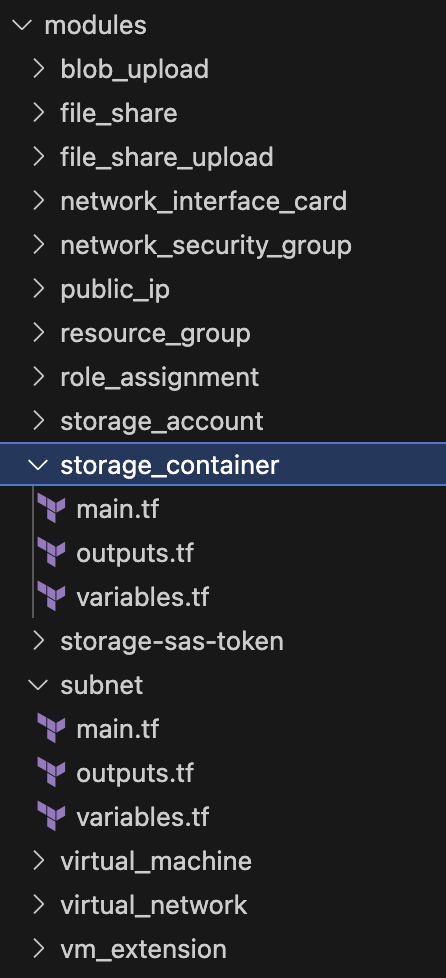 modules
blob_upload
file_share
file_share_upload
network_interface_card
network_security_group
public_ip
resource_group
role_assignment
storage_account
storage_container
main.tf
outputs.tf
variables.tf
storage-sas-token
subnet
main.tf
outputs.tf
variables.tf
virtual_machine
virtual_network
vm_extension